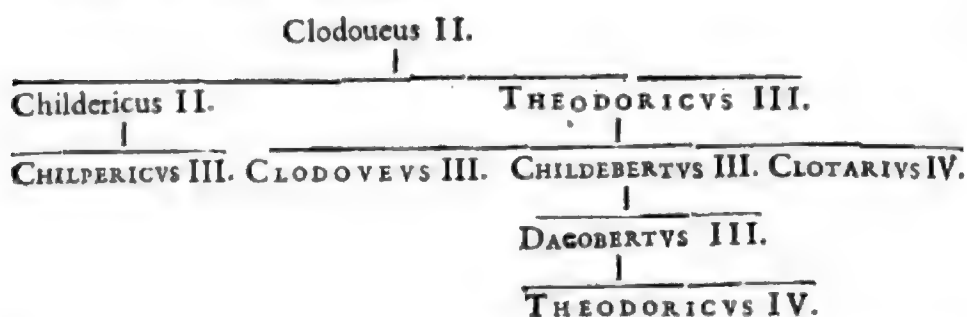 Clodoueus II.
Childericus II. THEODORICVS III.
CHILPERICVS III. CLODOVEVS III. CHILDEBERTVS III. CLOTARIVS IV.
DAGOBERTVS III.
THEODORICVS IV.